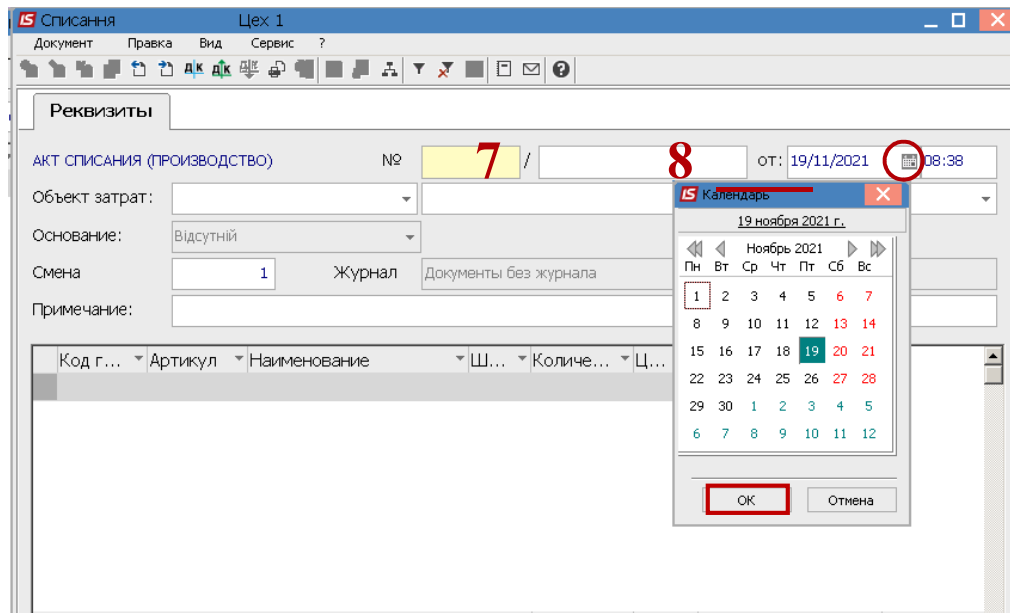 Списання Цех 1
Документ Правка Вид Сервис ?
Реквизиты
АКТ СПИСАНИЯ (ПРОИЗВОДСТВО) № 7 / 8 от: 19/11/2021 08:38
Объект затрат:
Основание: Відсутній
Смена 1 Журнал Документы без журнала
Примечание:
Код г... Артикул Наименование Ш... Количе... Ц...
Календарь
19 ноября 2021 г.
Ноябрь 2021
Пн Вт Ср Чт Пт Сб Вс
1 2 3 4 5 6 7
8 9 10 11 12 13 14
15 16 17 18 19 20 21
22 23 24 25 26 27 28
29 30 1 2 3 4 5
6 7 8 9 10 11 12
OK Отмена